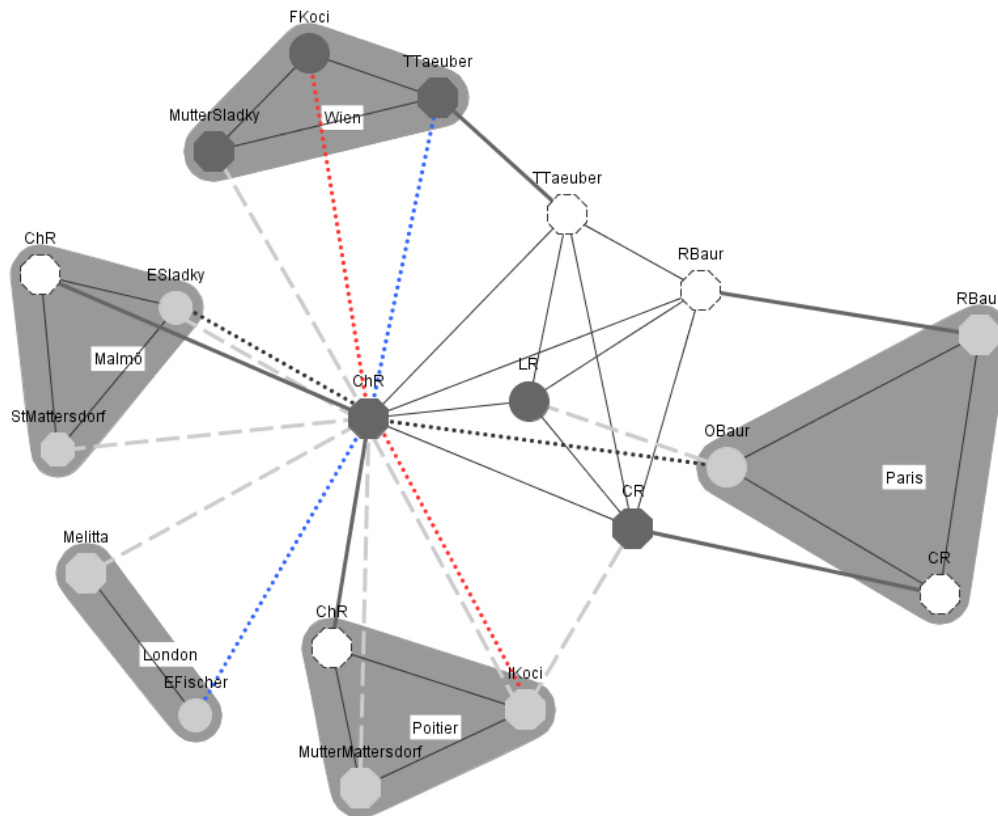 FKoci
TTaeuber
Wien
MutterSladky
TTaeuber
ChR
RBaur
ESladky
RBaur
Malmö
LR
ChR
StMattersdorf
OBaur
Paris
CR
Melitta
CR
ChR
London
EFischer
IKoci
Poitier
MutterMattersdorf